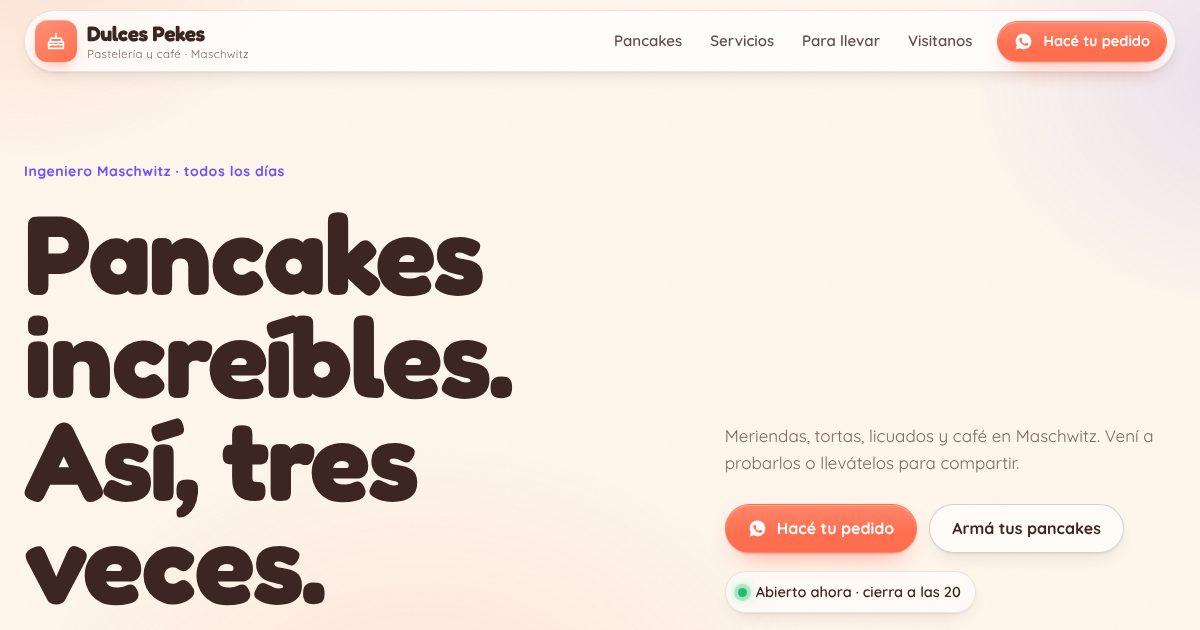 Dulces Pekes
Pastelería y café · Maschwitz
Pancakes
Servicios
Para llevar
Visitanos
Hacé tu pedido
Ingeniero Maschwitz · todos los días
Pancakes
increíbles.
Así, tres
veces.
Meriendas, tortas, licuados y café en Maschwitz. Vení a
probarlos o llevátelos para compartir.
Hacé tu pedido
Armá tus pancakes
Abierto ahora · cierra a las 20